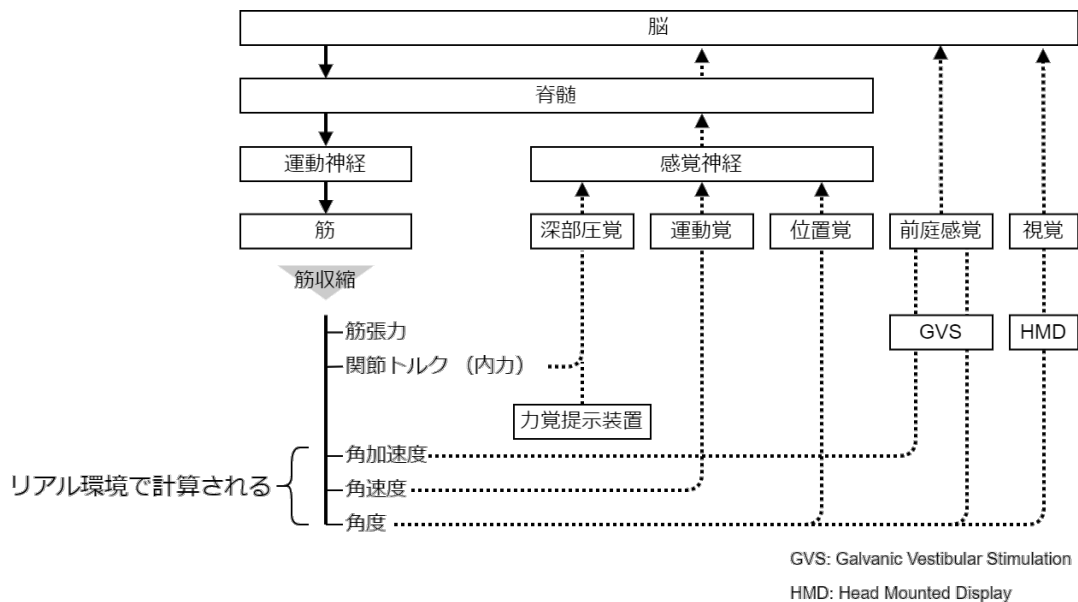 脳
脊髄
運動神経
感覚神経
筋
深部圧覚
運動覚
位置覚
前庭感覚
視覚
筋収縮
筋張力
GVS
HMD
関節トルク (内力)
力覚提示装置
角加速度
リアル環境で計算される
角速度
角度
GVS: Galvanic Vestibular Stimulation
HMD: Head Mounted Display